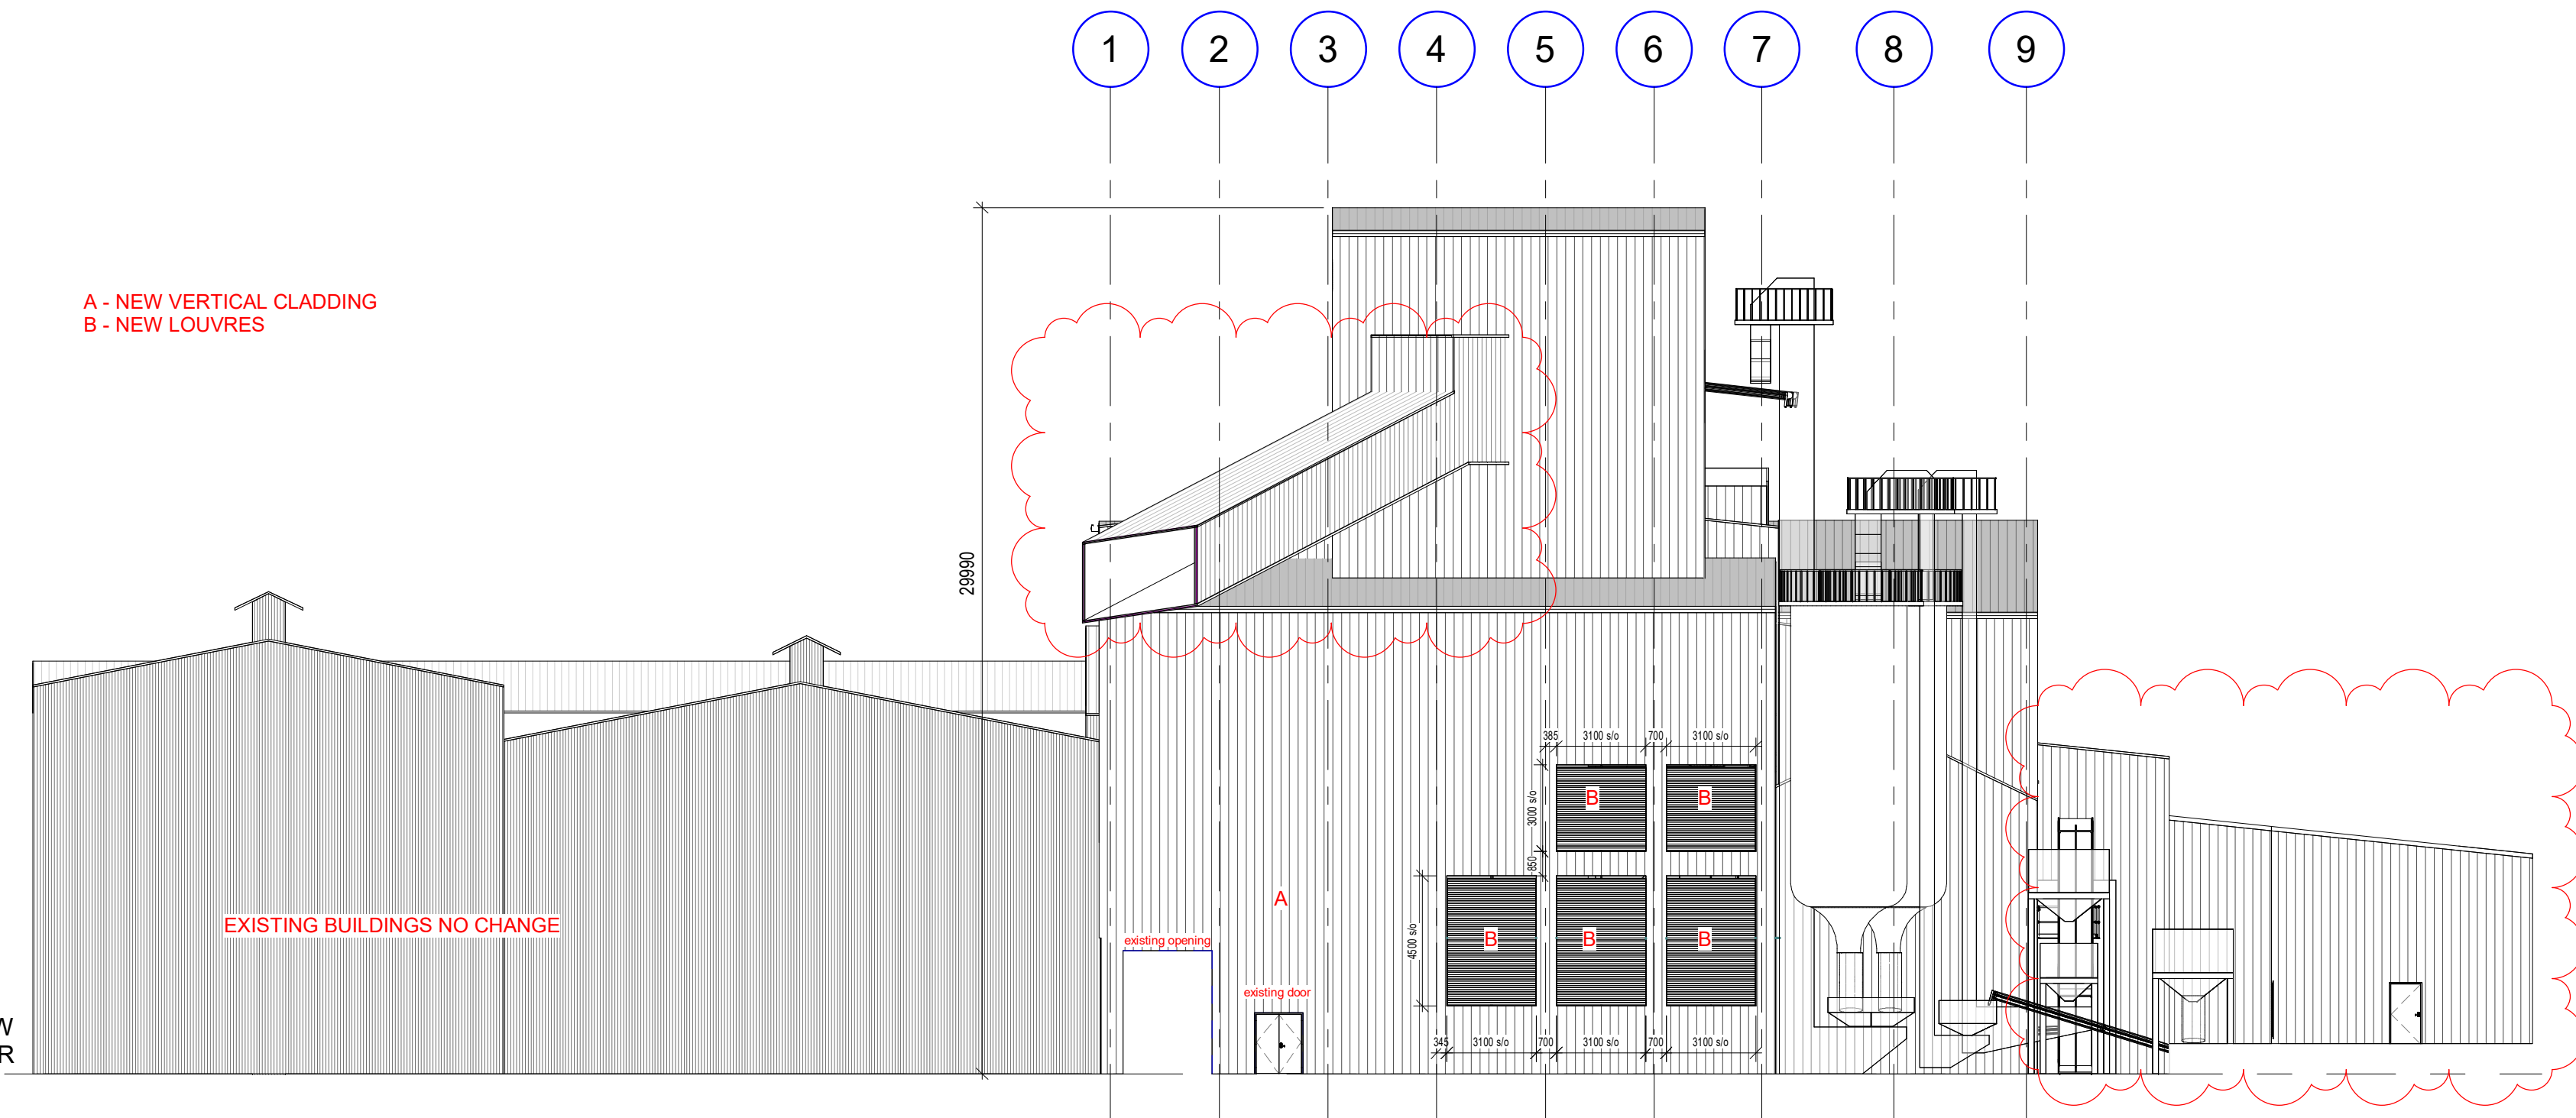 1 2 3 4 5 6 7 8 9
A - NEW VERTICAL CLADDING
B - NEW LOUVRES
29990
385 3100 s/o 700 3100 s/o
3000 s/o
B B
850
A
EXISTING BUILDINGS NO CHANGE
existing opening
4500 s/o
B B B
existing door
W
R
345 3100 s/o 700 3100 s/o 700 3100 s/o